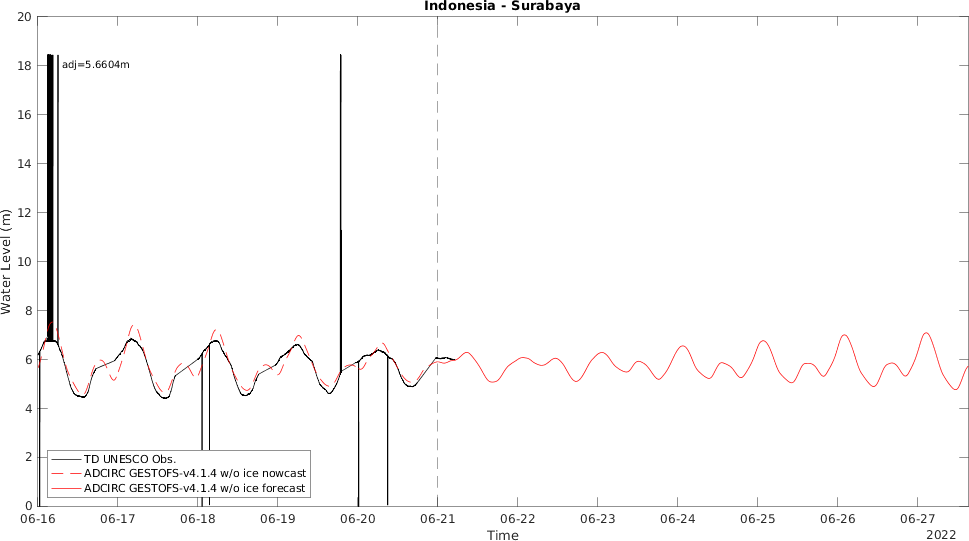 Indonesia - Surabaya
20
18
adj=5.6604m
16
14
12
10
8
6
4
2
0
Water Level (m)
TD UNESCO Obs.
ADCIRC GESTOFS-v4.1.4 w/o ice nowcast
ADCIRC GESTOFS-v4.1.4 w/o ice forecast
06-16 06-17 06-18 06-19 06-20 06-21 06-22 06-23 06-24 06-25 06-26 06-27
Time
2022